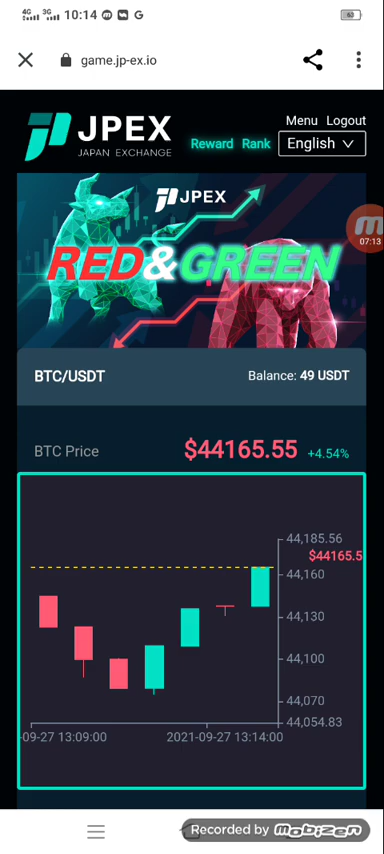 4G 3G 10:14 G 63
game.jp-ex.io
JPEX
JAPAN EXCHANGE
Menu Logout
Reward Rank English
JPEX
RED&GREEN
07:13
BTC/USDT Balance: 49 USDT
BTC Price $44165.55 +4.54%
44,185.56
$44165.5
44,160
44,130
44,100
44,070
44,054.83
-09-27 13:09:00 2021-09-27 13:14:00
Recorded by MOBIZEN